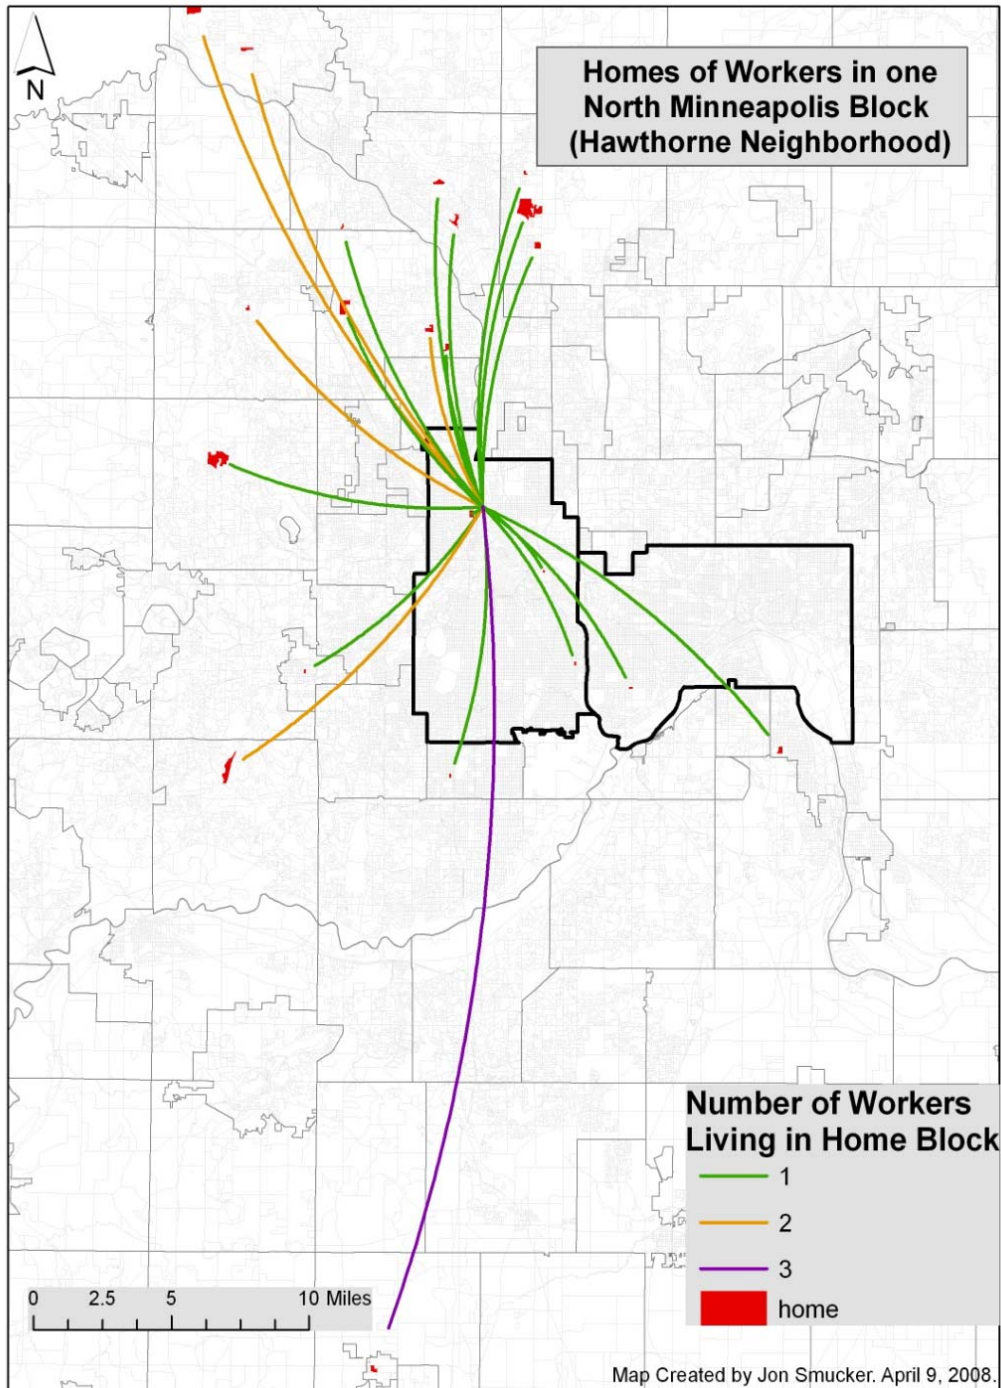 N
Homes of Workers in one
North Minneapolis Block
(Hawthorne Neighborhood)
Number of Workers
Living in Home Block
1
2
3
home
0 2.5 5 10 Miles
Map Created by Jon Smucker. April 9, 2008.